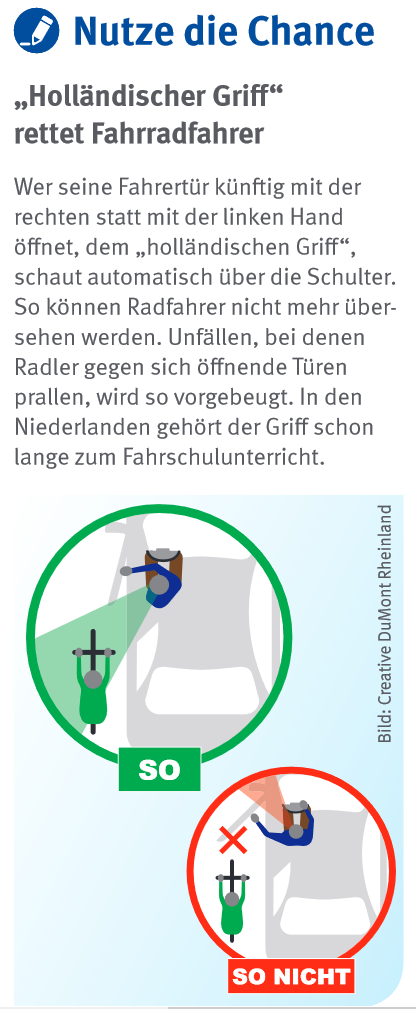 Nutze die Chance
„Holländischer Griff“
rettet Fahrradfahrer
Wer seine Fahrertür künftig mit der
rechten statt mit der linken Hand
öffnet, dem „holländischen Griff“,
schaut automatisch über die Schulter.
So können Radfahrer nicht mehr über-
sehen werden. Unfällen, bei denen
Radler gegen sich öffnende Türen
prallen, wird so vorgebeugt. In den
Niederlanden gehört der Griff schon
lange zum Fahrschulunterricht.
Bild: Creative DuMont Rheinland
SO
SO NICHT